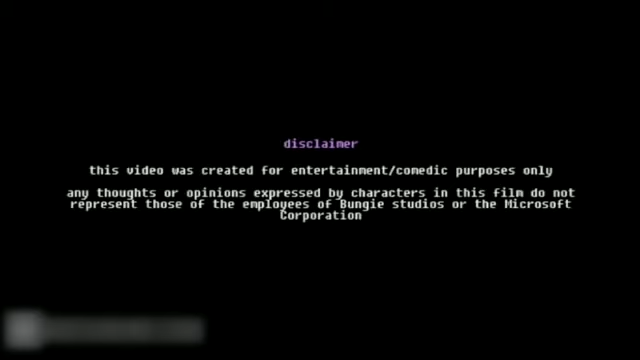 disclaimer
this video was created for entertainment/comedic purposes only
any thoughts or opinions expressed by characters in this film do not
represent those of the employees of Bungie studios or the Microsoft
Corporation